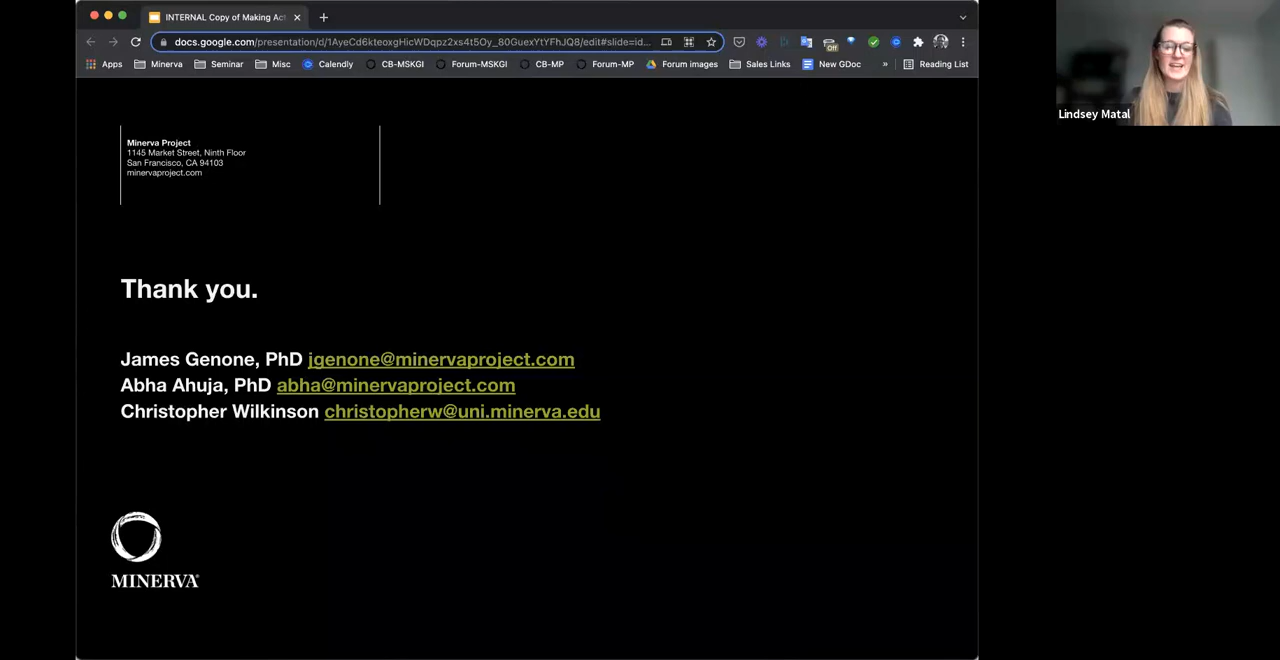 INTERNAL Copy of Making Act
docs.google.com/presentation/d/1AyeCd6kteoxgHicWDqpz2xs4t5Oy_80GuexYtYFhJQ8/edit#slide=id...
Off
Apps Minerva Seminar Misc Calendly CB-MSKGI Forum-MSKGI CB-MP Forum-MP Forum images Sales Links New GDoc » Reading List
Lindsey Matal
Minerva Project
1145 Market Street, Ninth Floor
San Francisco, CA 94103
minervaproject.com
Thank you.
James Genone, PhD jgenone@minervaproject.com
Abha Ahuja, PhD abha@minervaproject.com
Christopher Wilkinson christopherw@uni.minerva.edu
MINERVA®